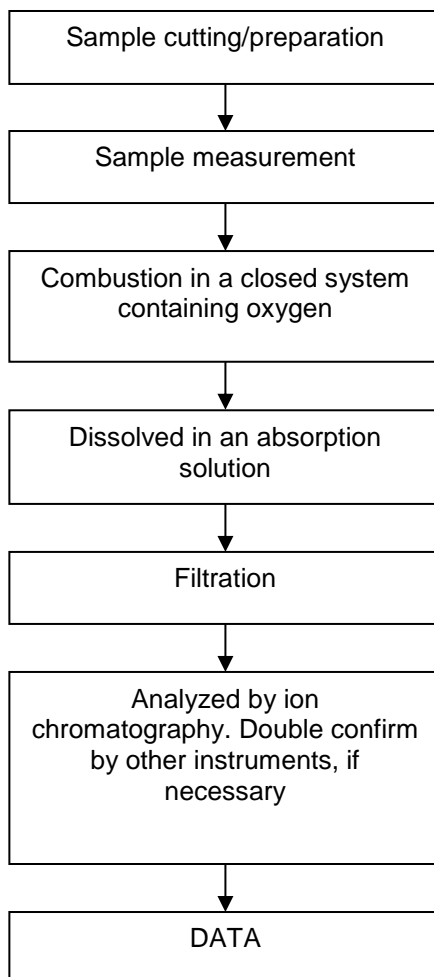 Sample cutting/preparation
Sample measurement
Combustion in a closed system
containing oxygen
Dissolved in an absorption
solution
Filtration
Analyzed by ion
chromatography. Double confirm
by other instruments, if
necessary
DATA